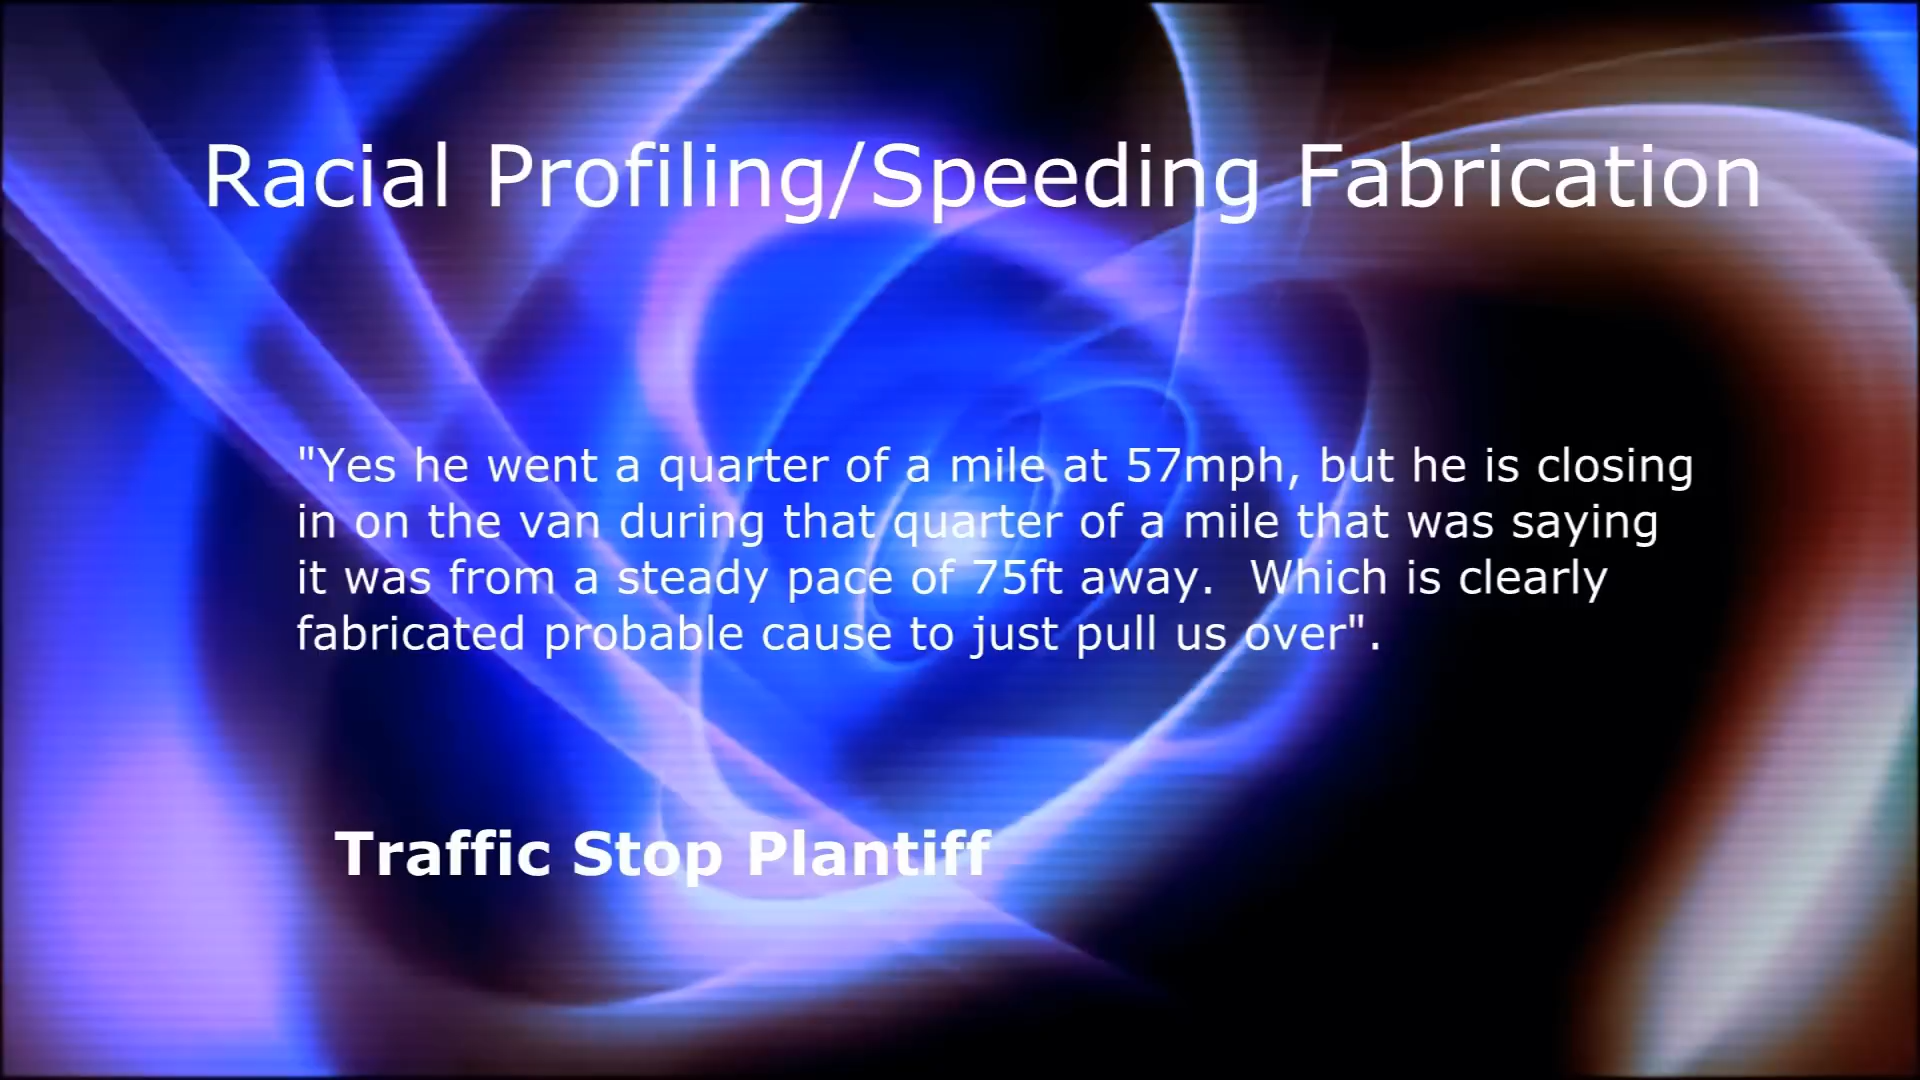 Racial Profiling/Speeding Fabrication
"Yes he went a quarter of a mile at 57mph, but he is closing
in on the van during that quarter of a mile that was saying
it was from a steady pace of 75ft away.  Which is clearly
fabricated probable cause to just pull us over".
Traffic Stop Plantiff